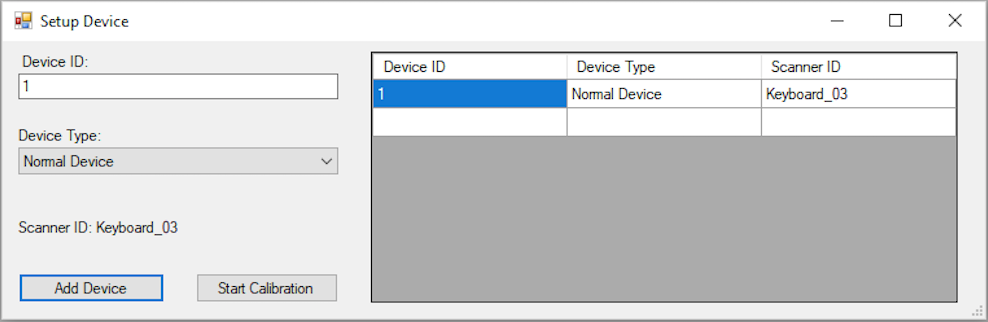 Setup Device
Device ID:
1
Device Type:
Normal Device
Scanner ID: Keyboard_03
Add Device Start Calibration
Device ID Device Type Scanner ID
1 Normal Device Keyboard_03